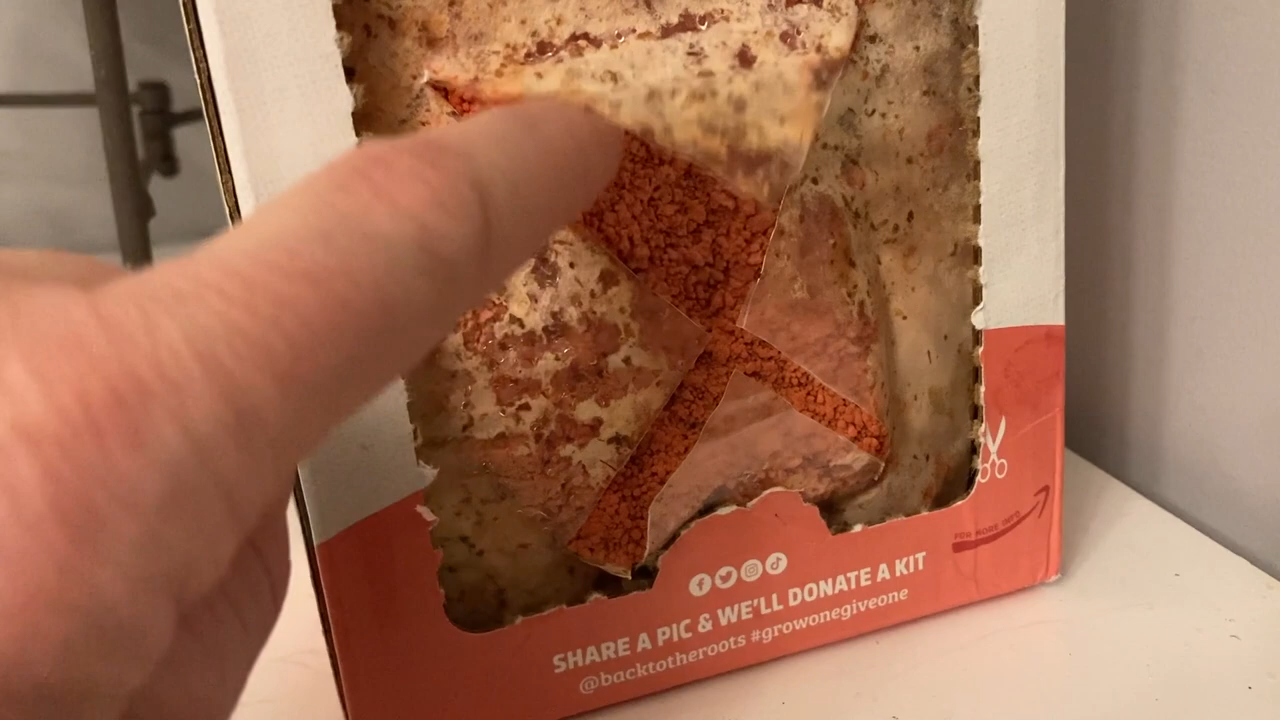 FOR MORE INFO
SHARE A PIC & WE'LL DONATE A KIT
@backtotheroots #growonegiveone